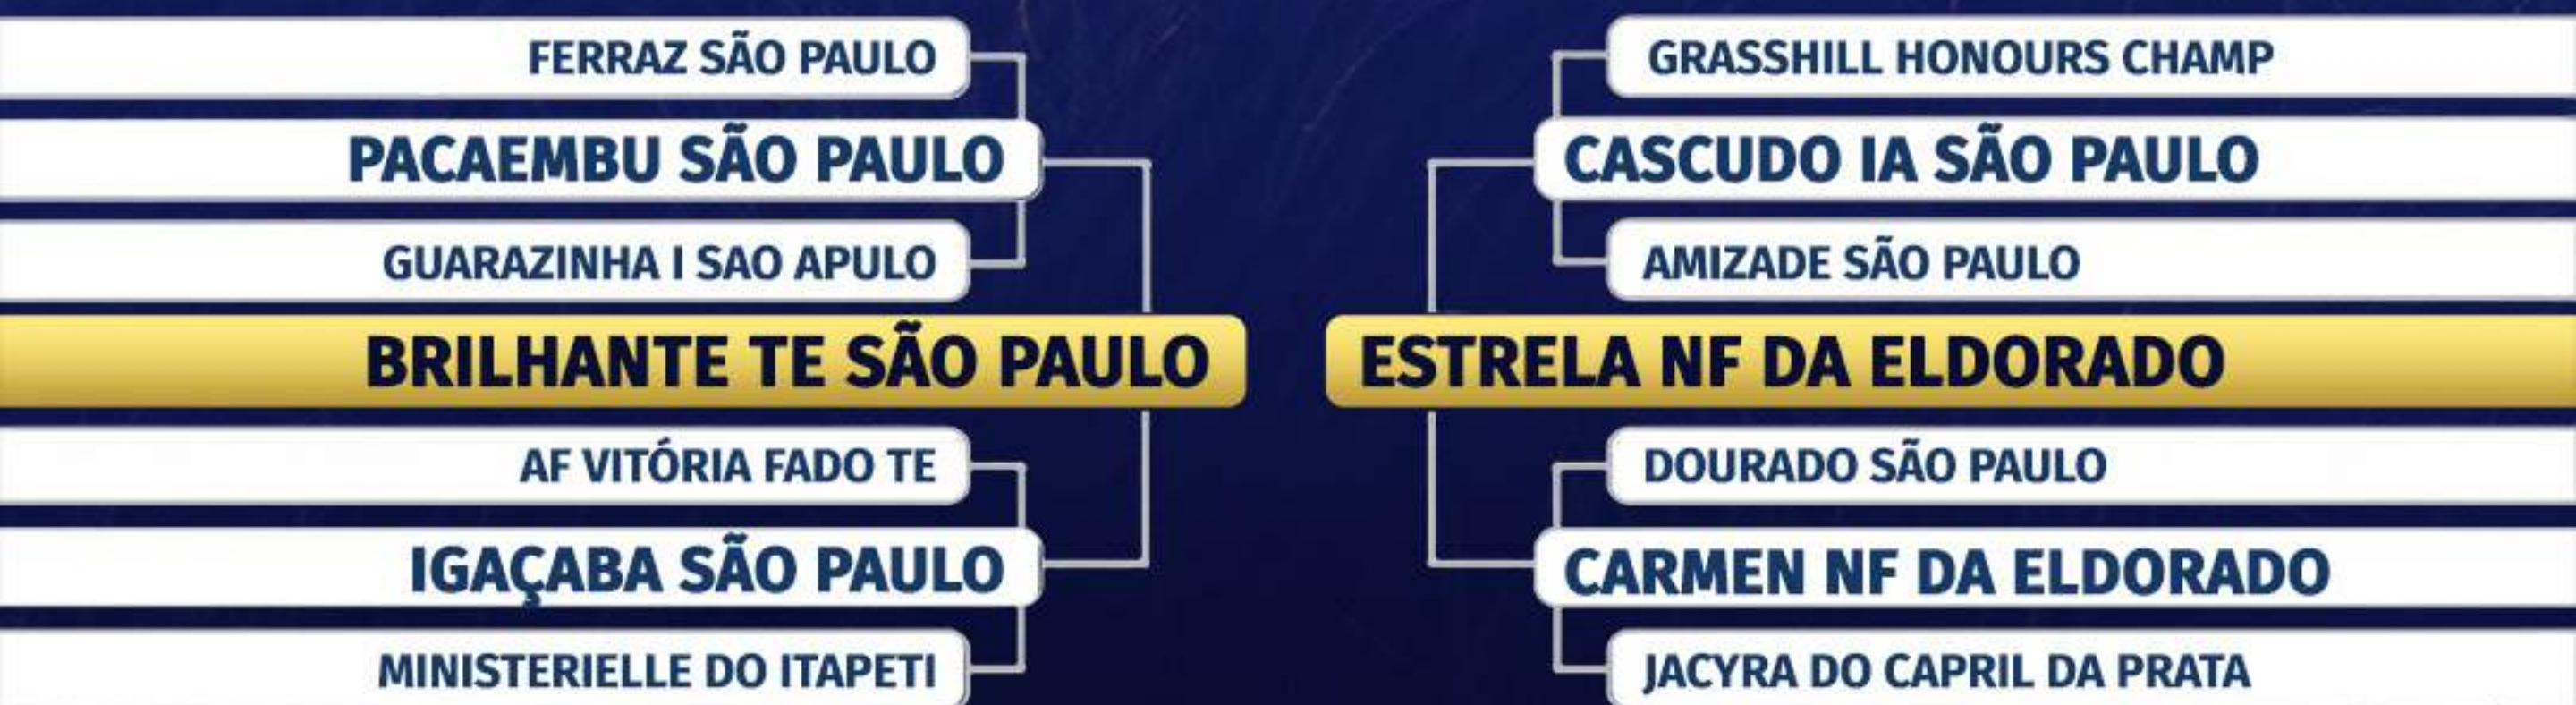 FERRAZ SÃO PAULO
PACAEMBU SÃO PAULO
GUARAZINHA I SAO APULO
BRILHANTE TE SÃO PAULO
AF VITÓRIA FADO TE
IGAÇABA SÃO PAULO
MINISTERIELLE DO ITAPETI
GRASSHILL HONOURS CHAMP
CASCUDO IA SÃO PAULO
AMIZADE SÃO PAULO
ESTRELA NF DA ELDORADO
DOURADO SÃO PAULO
CARMEN NF DA ELDORADO
JACYRA DO CAPRIL DA PRATA